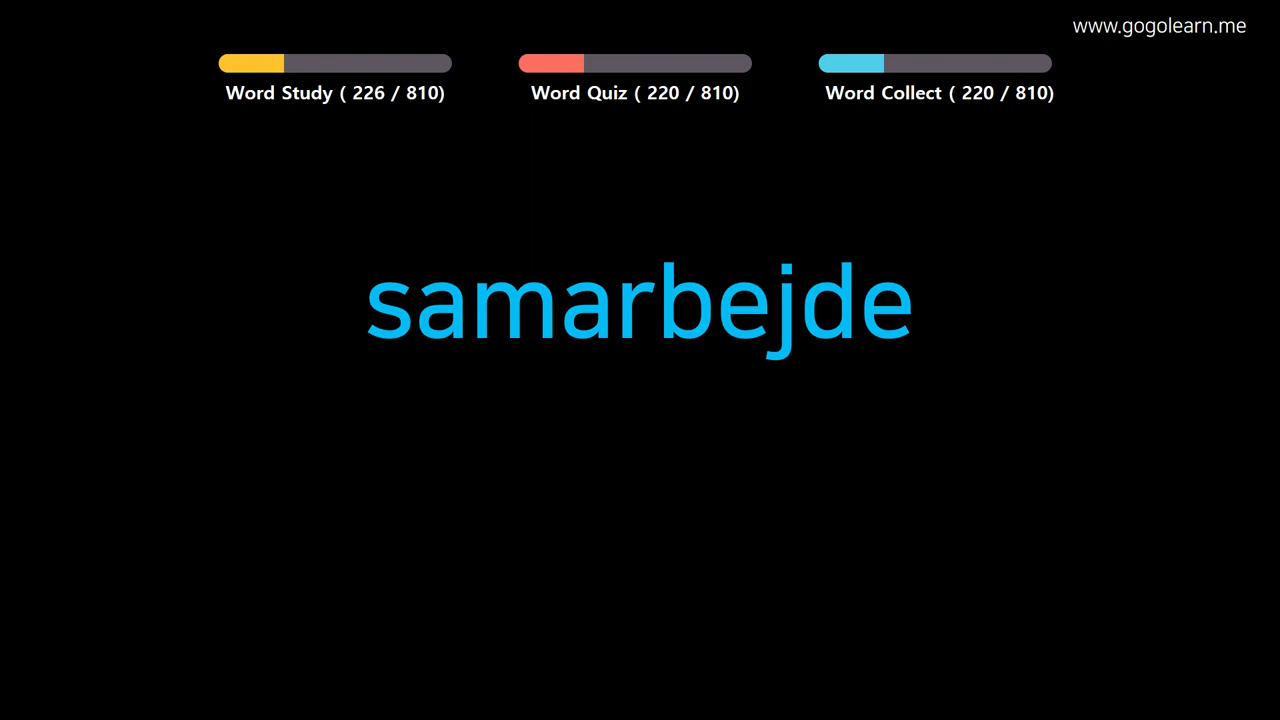 www.gogolearn.me
Word Study ( 226 / 810)
Word Quiz ( 220 / 810)
Word Collect ( 220 / 810)
samarbejde